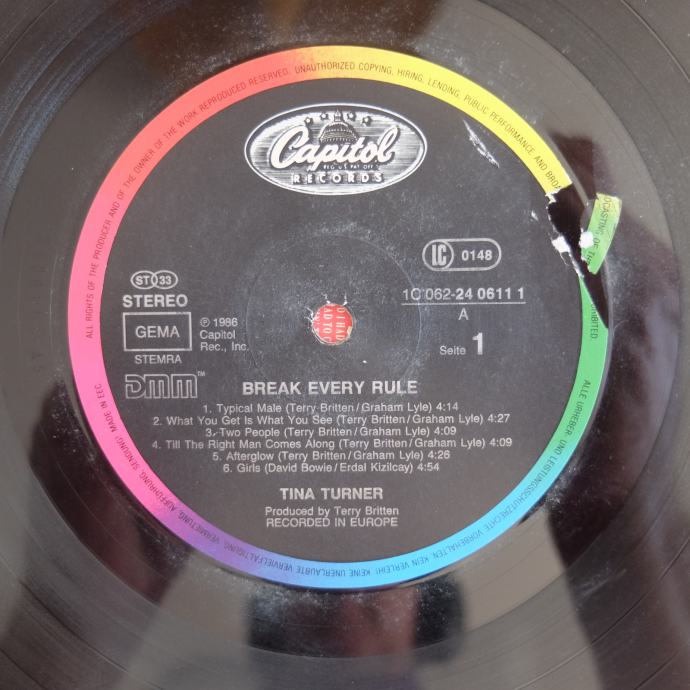 ALL RIGHTS OF THE PRODUCER AND OF THE OWNER OF THE WORK REPRODUCED RESERVED. UNAUTHORIZED COPYING, HIRING, LENDING, PUBLIC PERFORMANCE AND BROADCASTING OF THIS
Capitol
REG. U.S. PAT. OFF.
RECORDS
LC 0148
ST 33
STEREO
GEMA
STEMRA
℗ 1986
Capitol
Rec., Inc.
DMM™
1C 062-24 0611 1
A
Seite 1
BREAK EVERY RULE
1. Typical Male (Terry Britten/Graham Lyle) 4:14
2. What You Get Is What You See (Terry Britten/Graham Lyle) 4:27
3. Two People (Terry Britten/Graham Lyle) 4:09
4. Till The Right Man Comes Along (Terry Britten/Graham Lyle) 4:09
5. Afterglow (Terry Britten/Graham Lyle) 4:26
6. Girls (David Bowie/Erdal Kizilcay) 4:54
TINA TURNER
Produced by Terry Britten
RECORDED IN EUROPE
ALLE URHEBER- UND LEISTUNGSSCHUTZRECHTE VORBEHALTEN. KEIN VERLEIH! KEINE UNERLAUBTE VERVIELFÄLTIGUNG, VERMIETUNG, AUFFÜHRUNG, SENDUNG! MADE IN EEC.